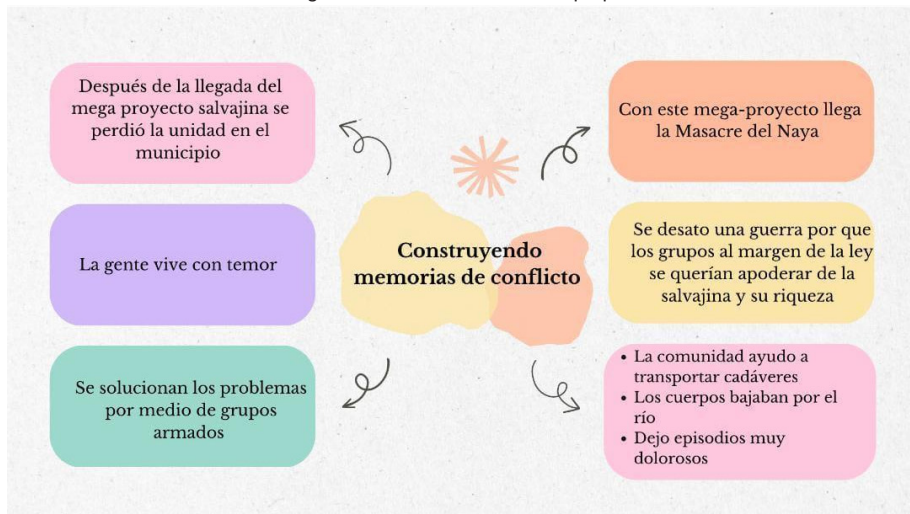 Después de la llegada del
mega proyecto salvajina se
perdió la unidad en el
municipio
La gente vive con temor
Se solucionan los problemas
por medio de grupos
armados
Construyendo
memorias de conflicto
Con este mega-proyecto llega
la Masacre del Naya
Se desato una guerra por que
los grupos al margen de la ley
se querían apoderar de la
salvajina y su riqueza
• La comunidad ayudo a
transportar cadáveres
• Los cuerpos bajaban por el
río
• Dejo episodios muy
dolorosos